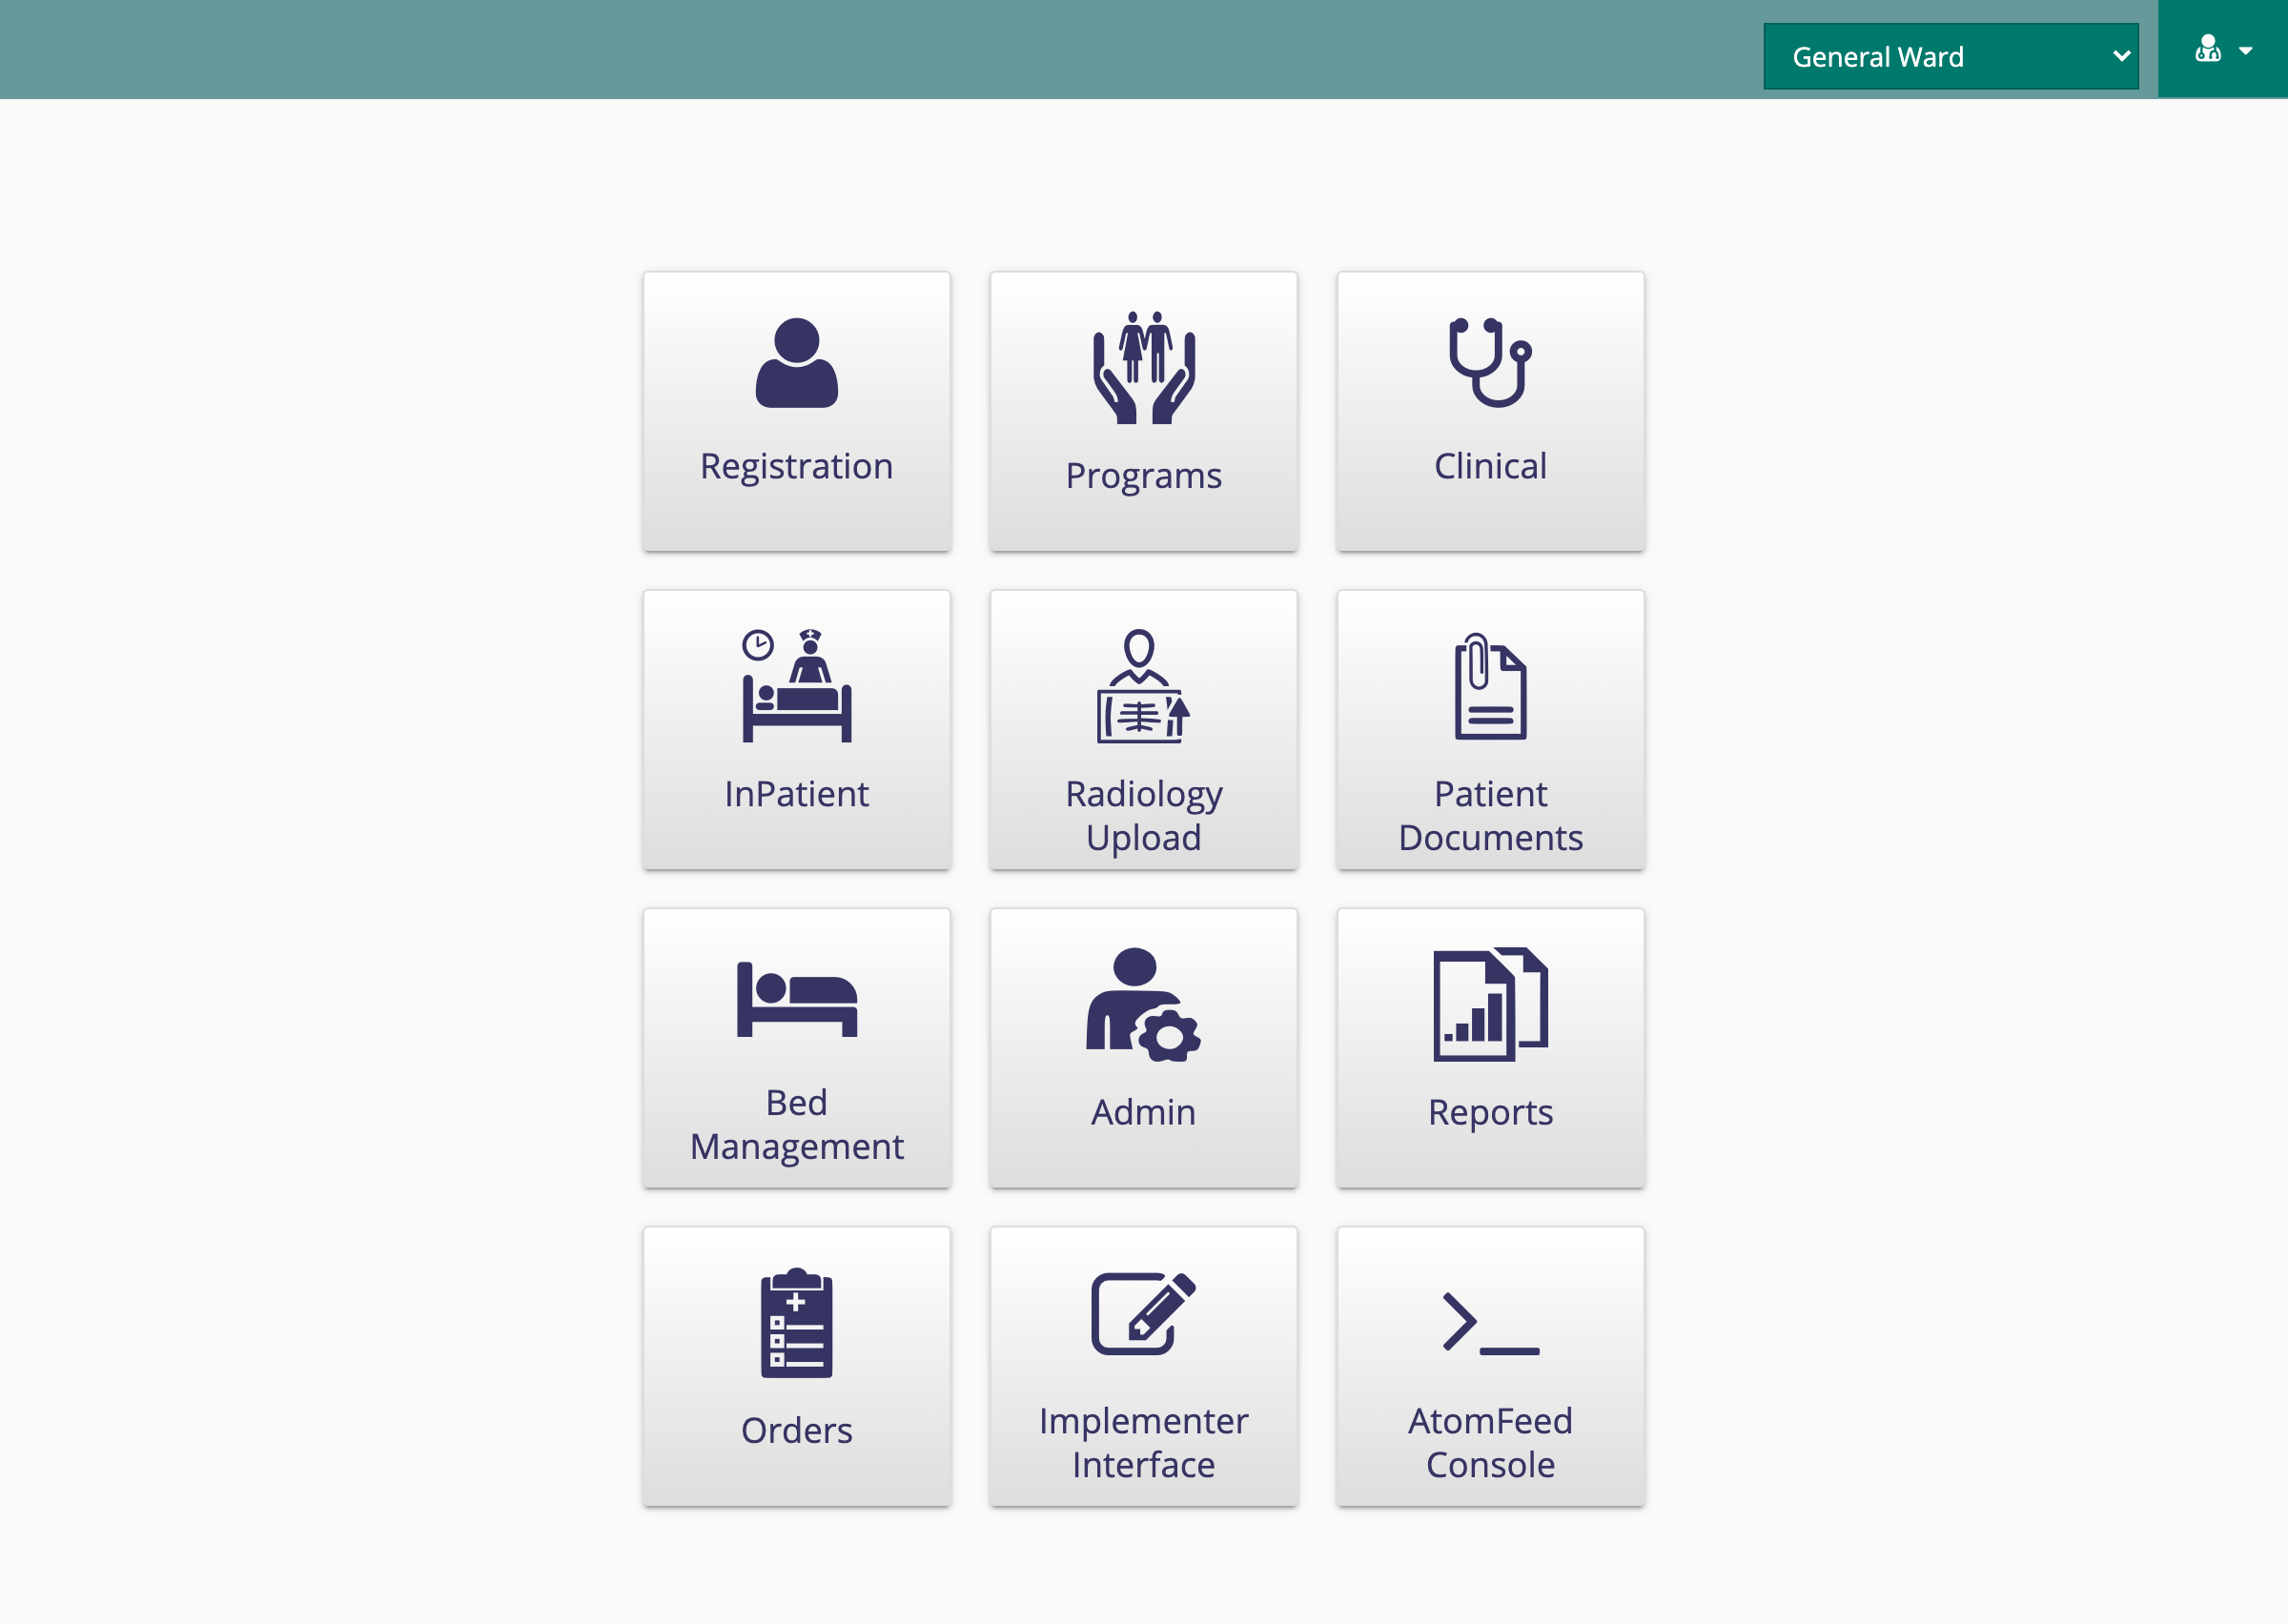 General Ward
Registration
Programs
Clinical
InPatient
Radiology
Upload
Patient
Documents
Bed
Management
Admin
Reports
Orders
Implementer
Interface
AtomFeed
Console